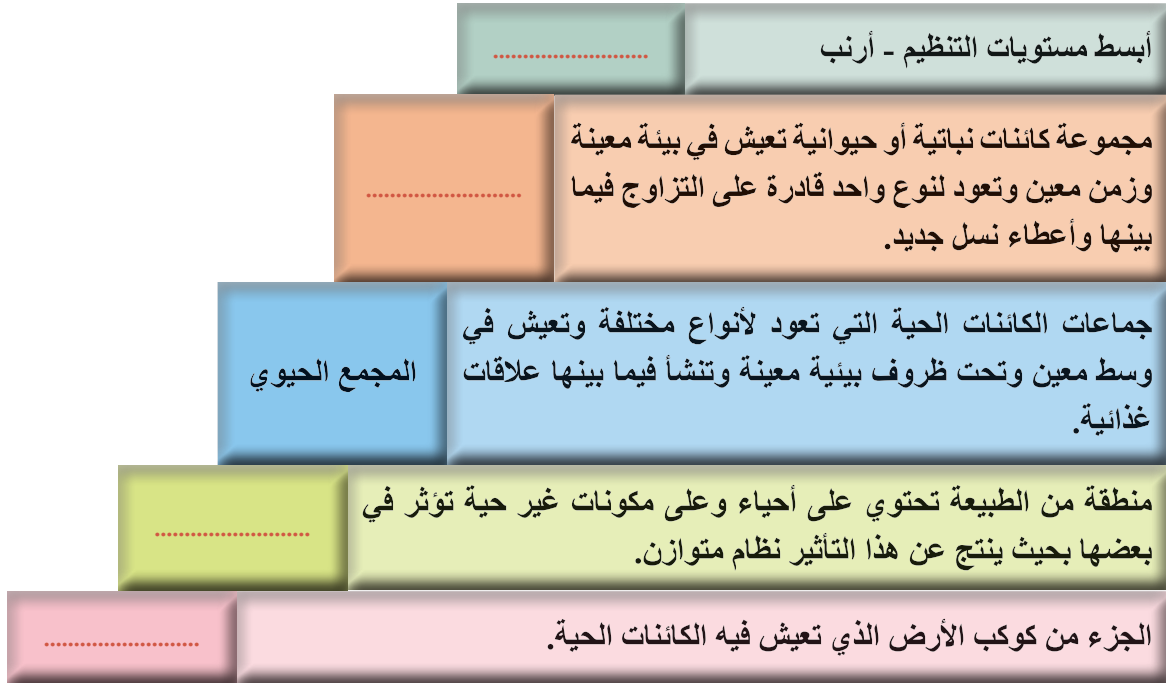 أبسط مستويات التنظيم - أرنب
..........................
مجموعة كائنات نباتية أو حيوانية تعيش في بيئة معينة
وزمن معين وتعود لنوع واحد قادرة على التزاوج فيما
بينها وأعطاء نسل جديد.
..........................
جماعات الكائنات الحية التي تعود لأنواع مختلفة وتعيش في
وسط معين وتحت ظروف بيئية معينة وتنشأ فيما بينها علاقات
غذائية.
المجمع الحيوي
منطقة من الطبيعة تحتوي على أحياء وعلى مكونات غير حية تؤثر في
بعضها بحيث ينتج عن هذا التأثير نظام متوازن.
..........................
الجزء من كوكب الأرض الذي تعيش فيه الكائنات الحية.
..........................